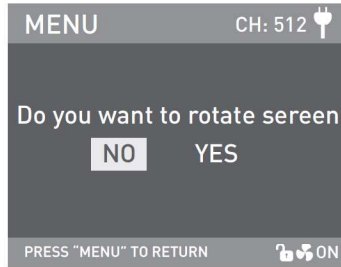 MENU CH: 512
Do you want to rotate sereen
NO YES
PRESS "MENU" TO RETURN ON